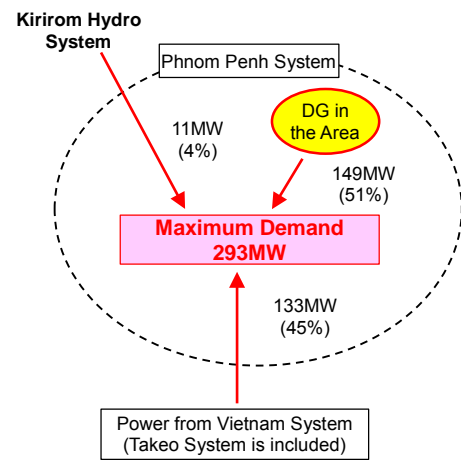 Kirirom Hydro
System
Phnom Penh System
DG in
the Area
11MW
(4%)
149MW
(51%)
Maximum Demand
293MW
133MW
(45%)
Power from Vietnam System
(Takeo System is included)